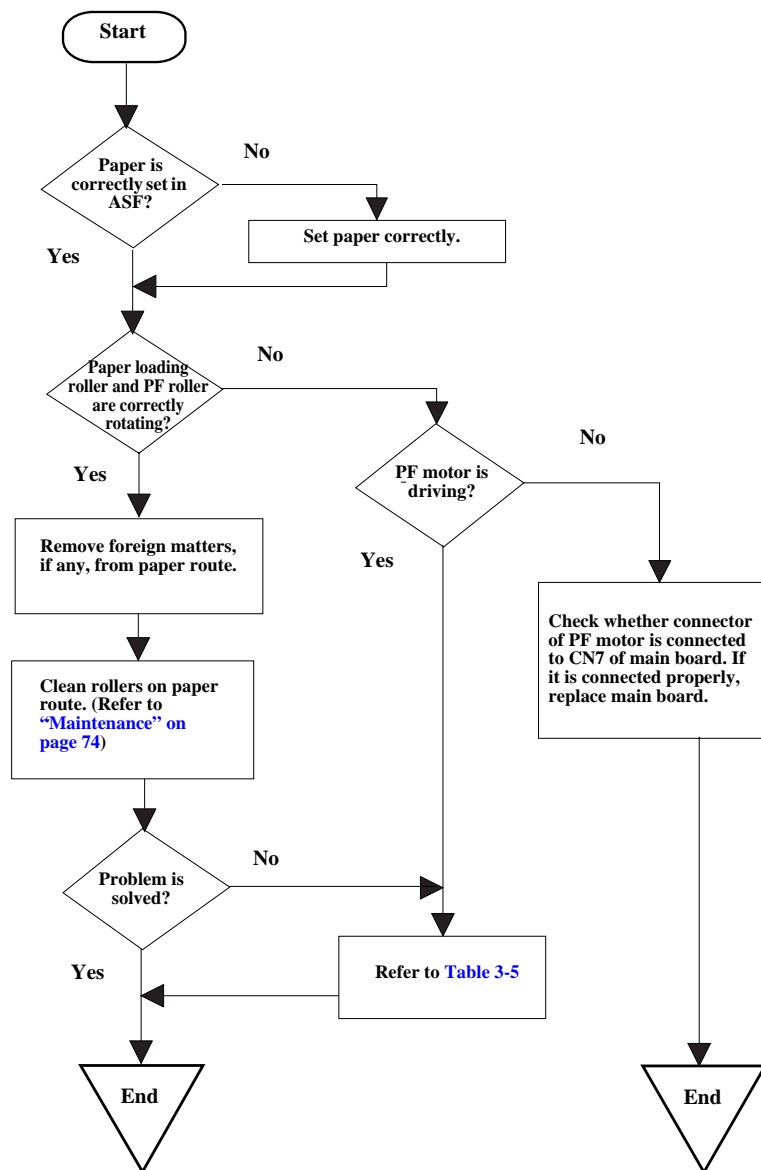 Start
No
Paper is
correctly set in
ASF?
Set paper correctly.
Yes
No
Paper loading
roller and PF roller
are correctly
rotating?
No
Yes
PF motor is
driving?
Remove foreign matters,
if any, from paper route.
Yes
Check whether connector
of PF motor is connected
to CN7 of main board. If
it is connected properly,
replace main board.
Clean rollers on paper
route. (Refer to
“Maintenance” on
page 74)
No
Problem is
solved?
Yes
Refer to Table 3-5
End
End